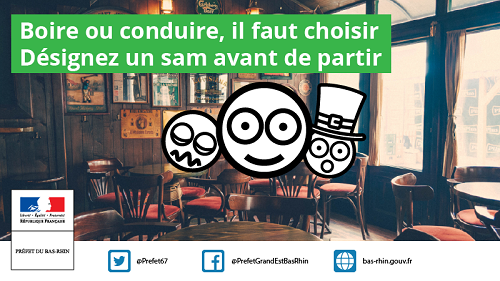 Boire ou conduire, il faut choisir
Désignez un sam avant de partir
Liberté • Égalité • Fraternité
RÉPUBLIQUE FRANÇAISE
PRÉFET DU BAS-RHIN
@Prefet67
@PrefetGrandEstBasRhin
bas-rhin.gouv.fr